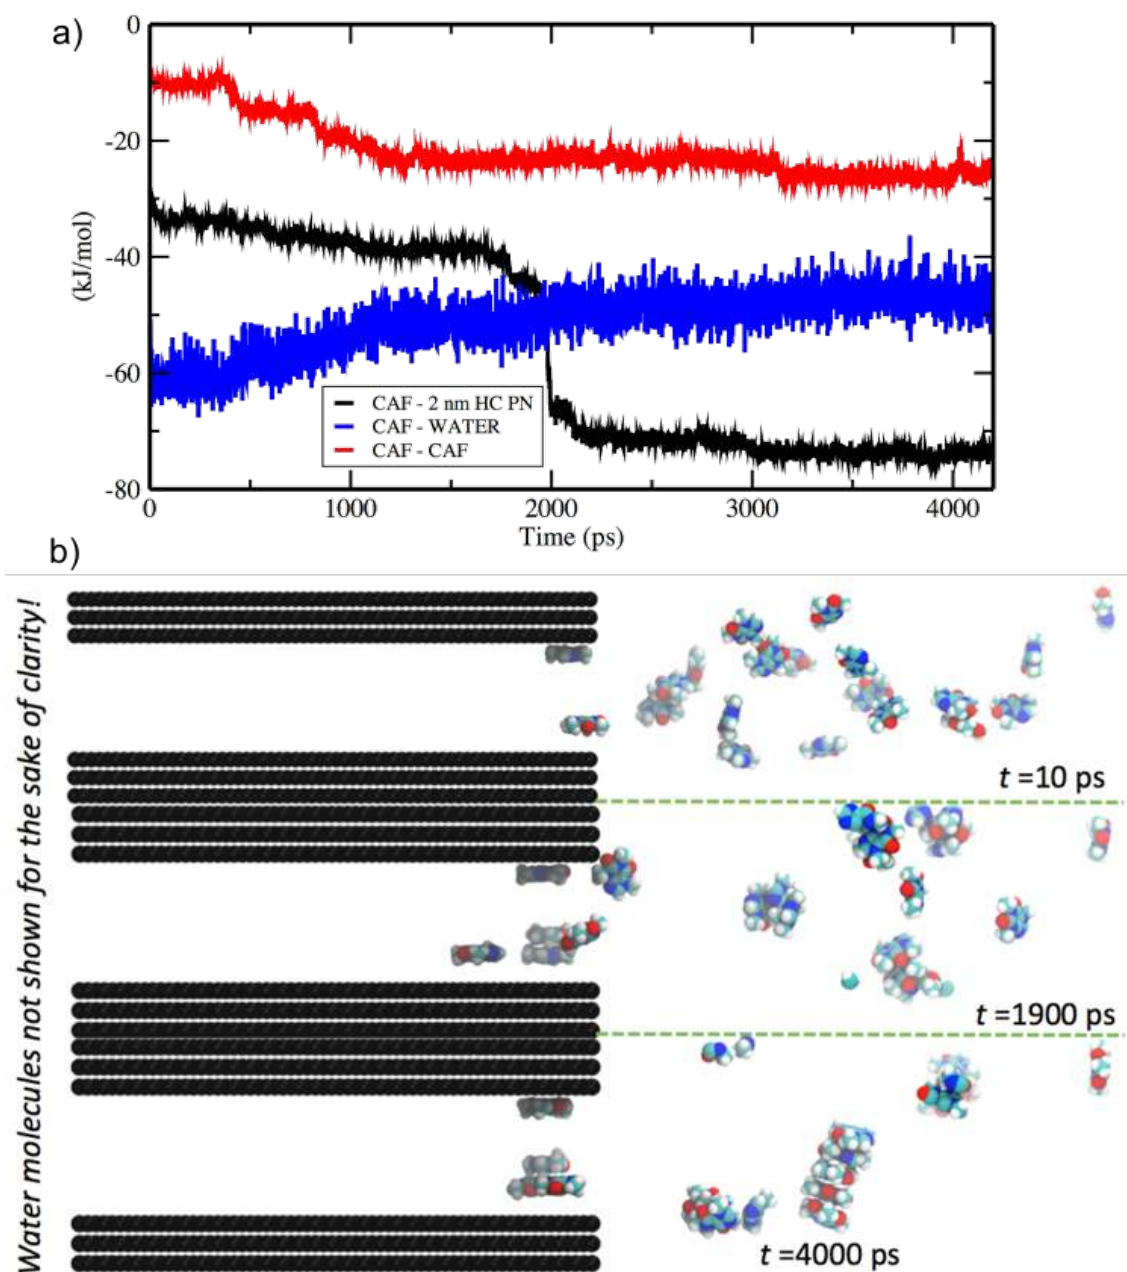 a)
0
-20
-40
-60
-80
(kJ/mol)
CAF - 2 nm HC PN
CAF - WATER
CAF - CAF
0 1000 2000 3000 4000
Time (ps)
b)
Water molecules not shown for the sake of clarity!
t =10 ps
t =1900 ps
t =4000 ps